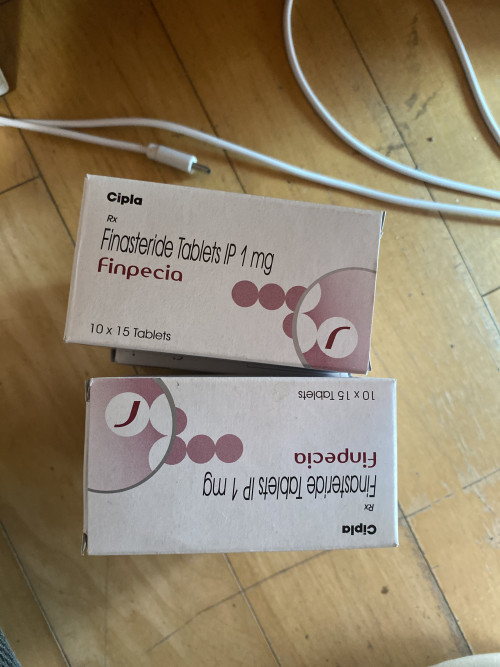 Cipla
Rx
Finasteride Tablets IP 1 mg
Finpecia
10 x 15 Tablets
Cipla
Rx
Finasteride Tablets IP 1 mg
Finpecia
10 x 15 Tablets